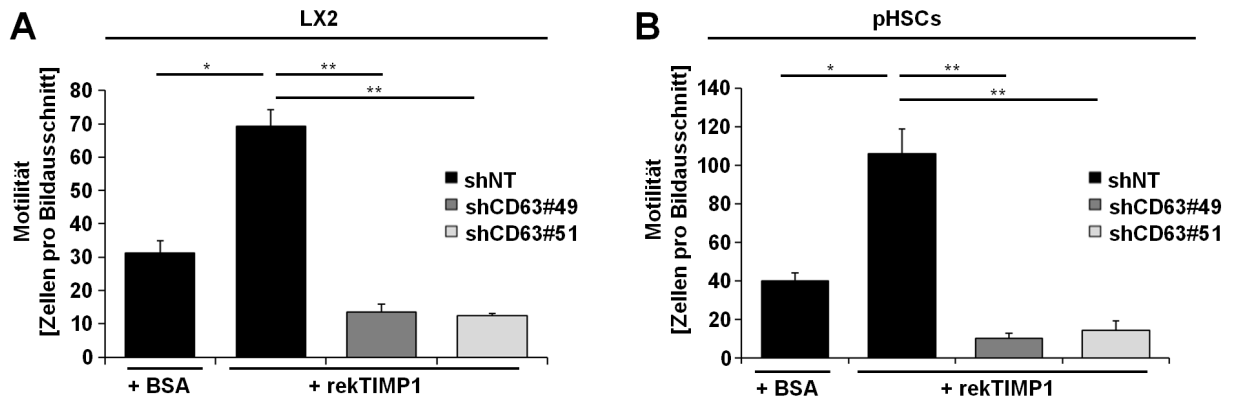 A
LX2
*
**
**
Motilität
[Zellen pro Bildausschnitt]
80
70
60
50
40
30
20
10
0
shNT
shCD63#49
shCD63#51
+ BSA
+ rekTIMP1
B
pHSCs
*
**
**
Motilität
[Zellen pro Bildausschnitt]
140
120
100
80
60
40
20
0
shNT
shCD63#49
shCD63#51
+ BSA
+ rekTIMP1